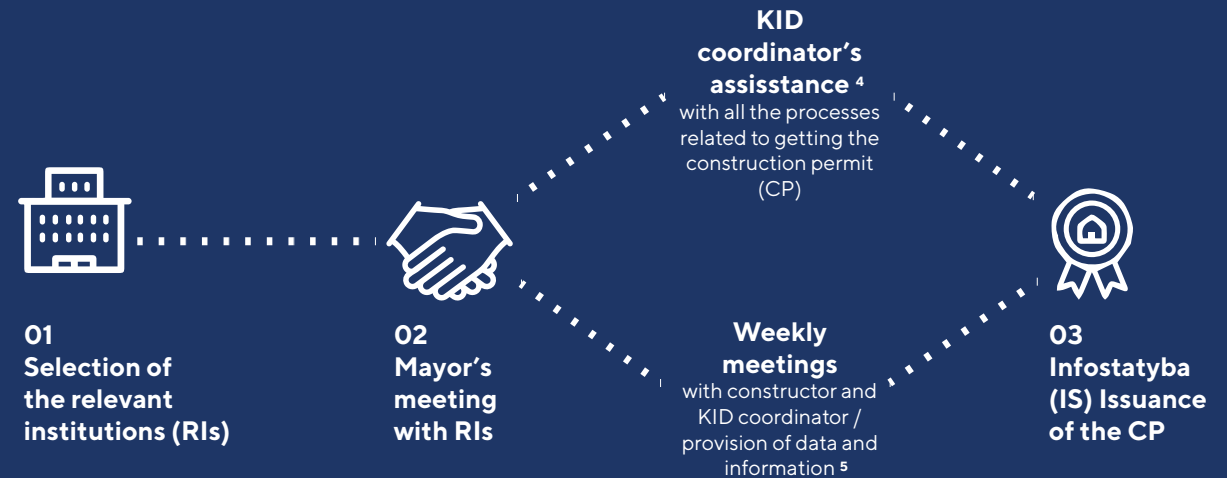 KID
coordinator's
assisstance 4
with all the processes
related to getting the
construction permit
(CP)
01
Selection of
the relevant
institutions (RIs)
02
Mayor's
meeting
with RIs
Weekly
meetings
with constructor and
KID coordinator /
provision of data and
information 5
03
Infostatyba
(IS) Issuance
of the CP